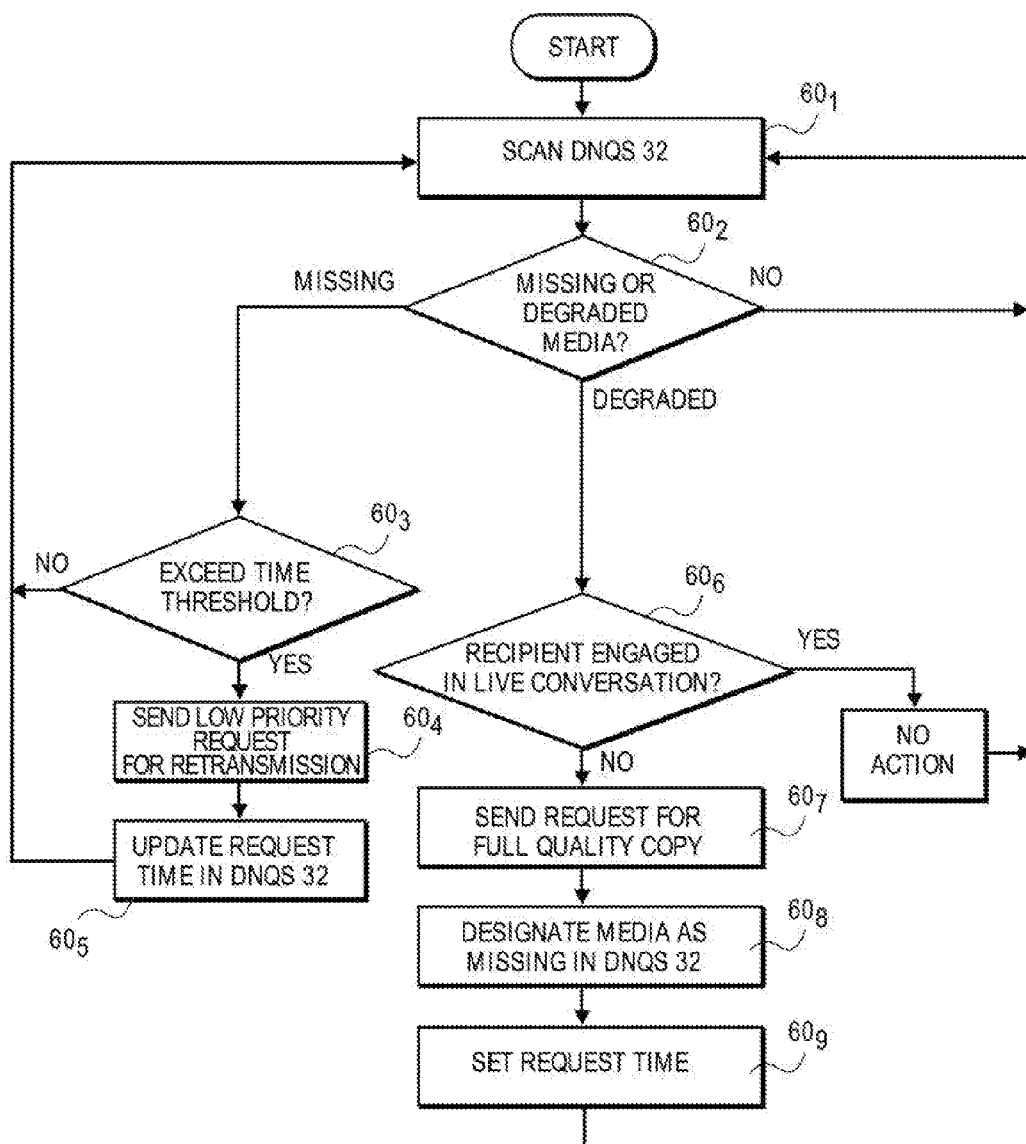 START
60₁
SCAN DNQS 32
60₂
MISSING
MISSING OR
DEGRADED
MEDIA?
NO
DEGRADED
60₃
NO
EXCEED TIME
THRESHOLD?
YES
60₆
RECIPIENT ENGAGED
IN LIVE CONVERSATION?
YES
SEND LOW PRIORITY
REQUEST
FOR RETRANSMISSION
60₄
NO
NO
ACTION
UPDATE REQUEST
TIME IN DNQS 32
60₅
SEND REQUEST FOR
FULL QUALITY COPY
60₇
DESIGNATE MEDIA AS
MISSING IN DNQS 32
60₈
SET REQUEST TIME
60₉